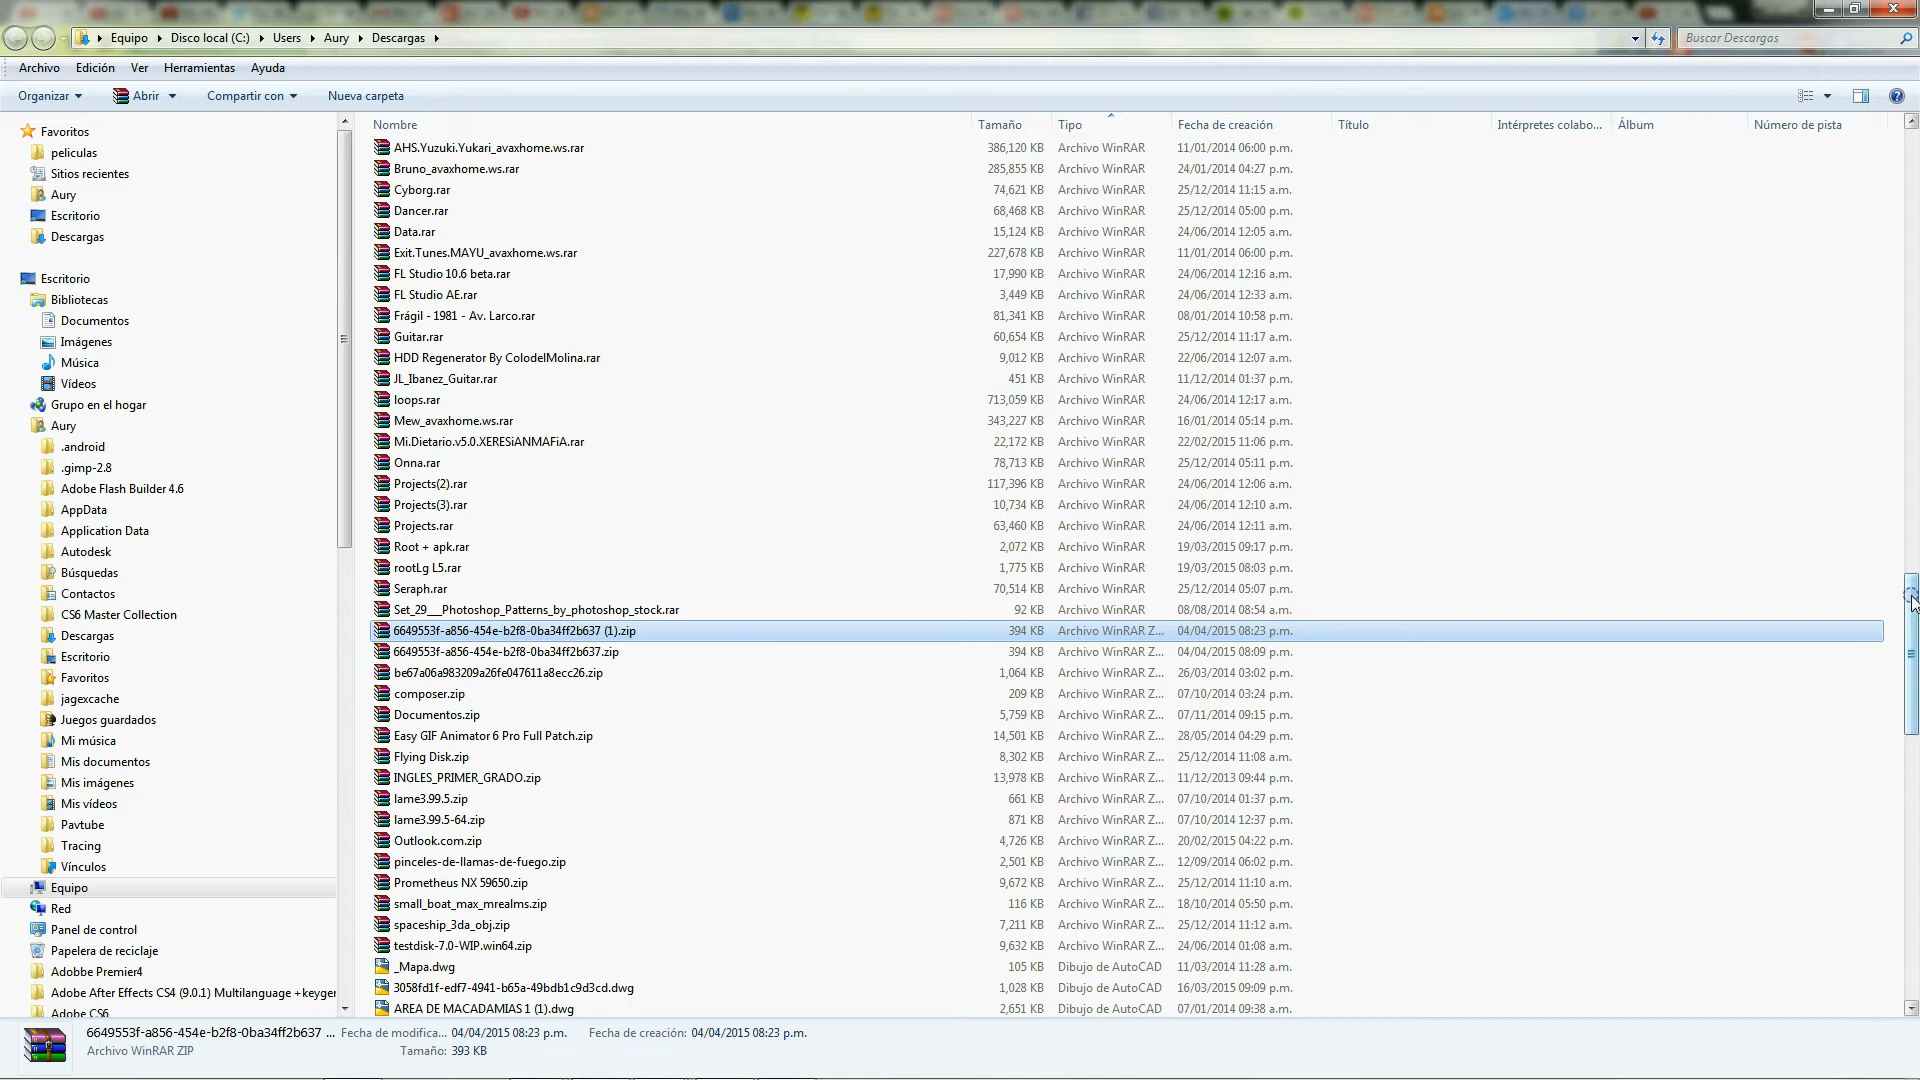 Equipo Disco local (C:) Users Aury Descargas
Buscar Descargas
Archivo Edición Ver Herramientas Ayuda
Organizar Abrir Compartir con Nueva carpeta
Favoritos
peliculas
Sitios recientes
Aury
Escritorio
Descargas
Escritorio
Bibliotecas
Documentos
Imágenes
Música
Vídeos
Grupo en el hogar
Aury
.android
.gimp-2.8
Adobe Flash Builder 4.6
AppData
Application Data
Autodesk
Búsquedas
Contactos
CS6 Master Collection
Descargas
Escritorio
Favoritos
jagexcache
Juegos guardados
Mi música
Mis documentos
Mis imágenes
Mis vídeos
Pavtube
Tracing
Vínculos
Equipo
Red
Panel de control
Papelera de reciclaje
Adobbe Premier4
Adobe After Effects CS4 (9.0.1) Multilanguage +keyger
Adobe CS6
Nombre Tamaño Tipo Fecha de creación Título Intérpretes colabo... Álbum Número de pista
AHS.Yuzuki.Yukari_avaxhome.ws.rar 386,120 KB Archivo WinRAR 11/01/2014 06:00 p.m.
Bruno_avaxhome.ws.rar 285,855 KB Archivo WinRAR 24/01/2014 04:27 p.m.
Cyborg.rar 74,621 KB Archivo WinRAR 25/12/2014 11:15 a.m.
Dancer.rar 68,468 KB Archivo WinRAR 25/12/2014 05:00 p.m.
Data.rar 15,124 KB Archivo WinRAR 24/06/2014 12:05 a.m.
Exit.Tunes.MAYU_avaxhome.ws.rar 227,678 KB Archivo WinRAR 11/01/2014 06:00 p.m.
FL Studio 10.6 beta.rar 17,990 KB Archivo WinRAR 24/06/2014 12:16 a.m.
FL Studio AE.rar 3,449 KB Archivo WinRAR 24/06/2014 12:33 a.m.
Frágil - 1981 - Av. Larco.rar 81,341 KB Archivo WinRAR 08/01/2014 10:58 p.m.
Guitar.rar 60,654 KB Archivo WinRAR 25/12/2014 11:17 a.m.
HDD Regenerator By ColodelMolina.rar 9,012 KB Archivo WinRAR 22/06/2014 12:07 a.m.
JL_Ibanez_Guitar.rar 451 KB Archivo WinRAR 11/12/2014 01:37 p.m.
loops.rar 713,059 KB Archivo WinRAR 24/06/2014 12:17 a.m.
Mew_avaxhome.ws.rar 343,227 KB Archivo WinRAR 16/01/2014 05:14 p.m.
Mi.Dietario.v5.0.XERESiANMAFiA.rar 22,172 KB Archivo WinRAR 22/02/2015 11:06 p.m.
Onna.rar 78,713 KB Archivo WinRAR 25/12/2014 05:11 p.m.
Projects(2).rar 117,396 KB Archivo WinRAR 24/06/2014 12:06 a.m.
Projects(3).rar 10,734 KB Archivo WinRAR 24/06/2014 12:10 a.m.
Projects.rar 63,460 KB Archivo WinRAR 24/06/2014 12:11 a.m.
Root + apk.rar 2,072 KB Archivo WinRAR 19/03/2015 09:17 p.m.
rootLg L5.rar 1,775 KB Archivo WinRAR 19/03/2015 08:03 p.m.
Seraph.rar 70,514 KB Archivo WinRAR 25/12/2014 05:07 p.m.
Set_29___Photoshop_Patterns_by_photoshop_stock.rar 92 KB Archivo WinRAR 08/08/2014 08:54 a.m.
6649553f-a856-454e-b2f8-0ba34ff2b637 (1).zip 394 KB Archivo WinRAR Z... 04/04/2015 08:23 p.m.
6649553f-a856-454e-b2f8-0ba34ff2b637.zip 394 KB Archivo WinRAR Z... 04/04/2015 08:09 p.m.
be67a06a983209a26fe047611a8ecc26.zip 1,064 KB Archivo WinRAR Z... 26/03/2014 03:02 p.m.
composer.zip 209 KB Archivo WinRAR Z... 07/10/2014 03:24 p.m.
Documentos.zip 5,759 KB Archivo WinRAR Z... 07/11/2014 09:15 p.m.
Easy GIF Animator 6 Pro Full Patch.zip 14,501 KB Archivo WinRAR Z... 28/05/2014 04:29 p.m.
Flying Disk.zip 8,302 KB Archivo WinRAR Z... 25/12/2014 11:08 a.m.
INGLES_PRIMER_GRADO.zip 13,978 KB Archivo WinRAR Z... 11/12/2013 09:44 p.m.
lame3.99.5.zip 661 KB Archivo WinRAR Z... 07/10/2014 01:37 p.m.
lame3.99.5-64.zip 871 KB Archivo WinRAR Z... 07/10/2014 12:37 p.m.
Outlook.com.zip 4,726 KB Archivo WinRAR Z... 20/02/2015 04:22 p.m.
pinceles-de-llamas-de-fuego.zip 2,501 KB Archivo WinRAR Z... 12/09/2014 06:02 p.m.
Prometheus NX 59650.zip 9,672 KB Archivo WinRAR Z... 25/12/2014 11:10 a.m.
small_boat_max_mrealms.zip 116 KB Archivo WinRAR Z... 18/10/2014 05:50 p.m.
spaceship_3da_obj.zip 7,211 KB Archivo WinRAR Z... 25/12/2014 11:12 a.m.
testdisk-7.0-WIP.win64.zip 9,632 KB Archivo WinRAR Z... 24/06/2014 01:08 a.m.
_Mapa.dwg 105 KB Dibujo de AutoCAD 11/03/2014 11:28 a.m.
3058fd1f-edf7-4941-b65a-49bdb1c9d3cd.dwg 1,028 KB Dibujo de AutoCAD 16/03/2015 09:09 p.m.
AREA DE MACADAMIAS 1 (1).dwg 2,651 KB Dibujo de AutoCAD 07/01/2014 09:38 a.m.
6649553f-a856-454e-b2f8-0ba34ff2b637 ... Fecha de modifica... 04/04/2015 08:23 p.m. Fecha de creación: 04/04/2015 08:23 p.m.
Archivo WinRAR ZIP Tamaño: 393 KB